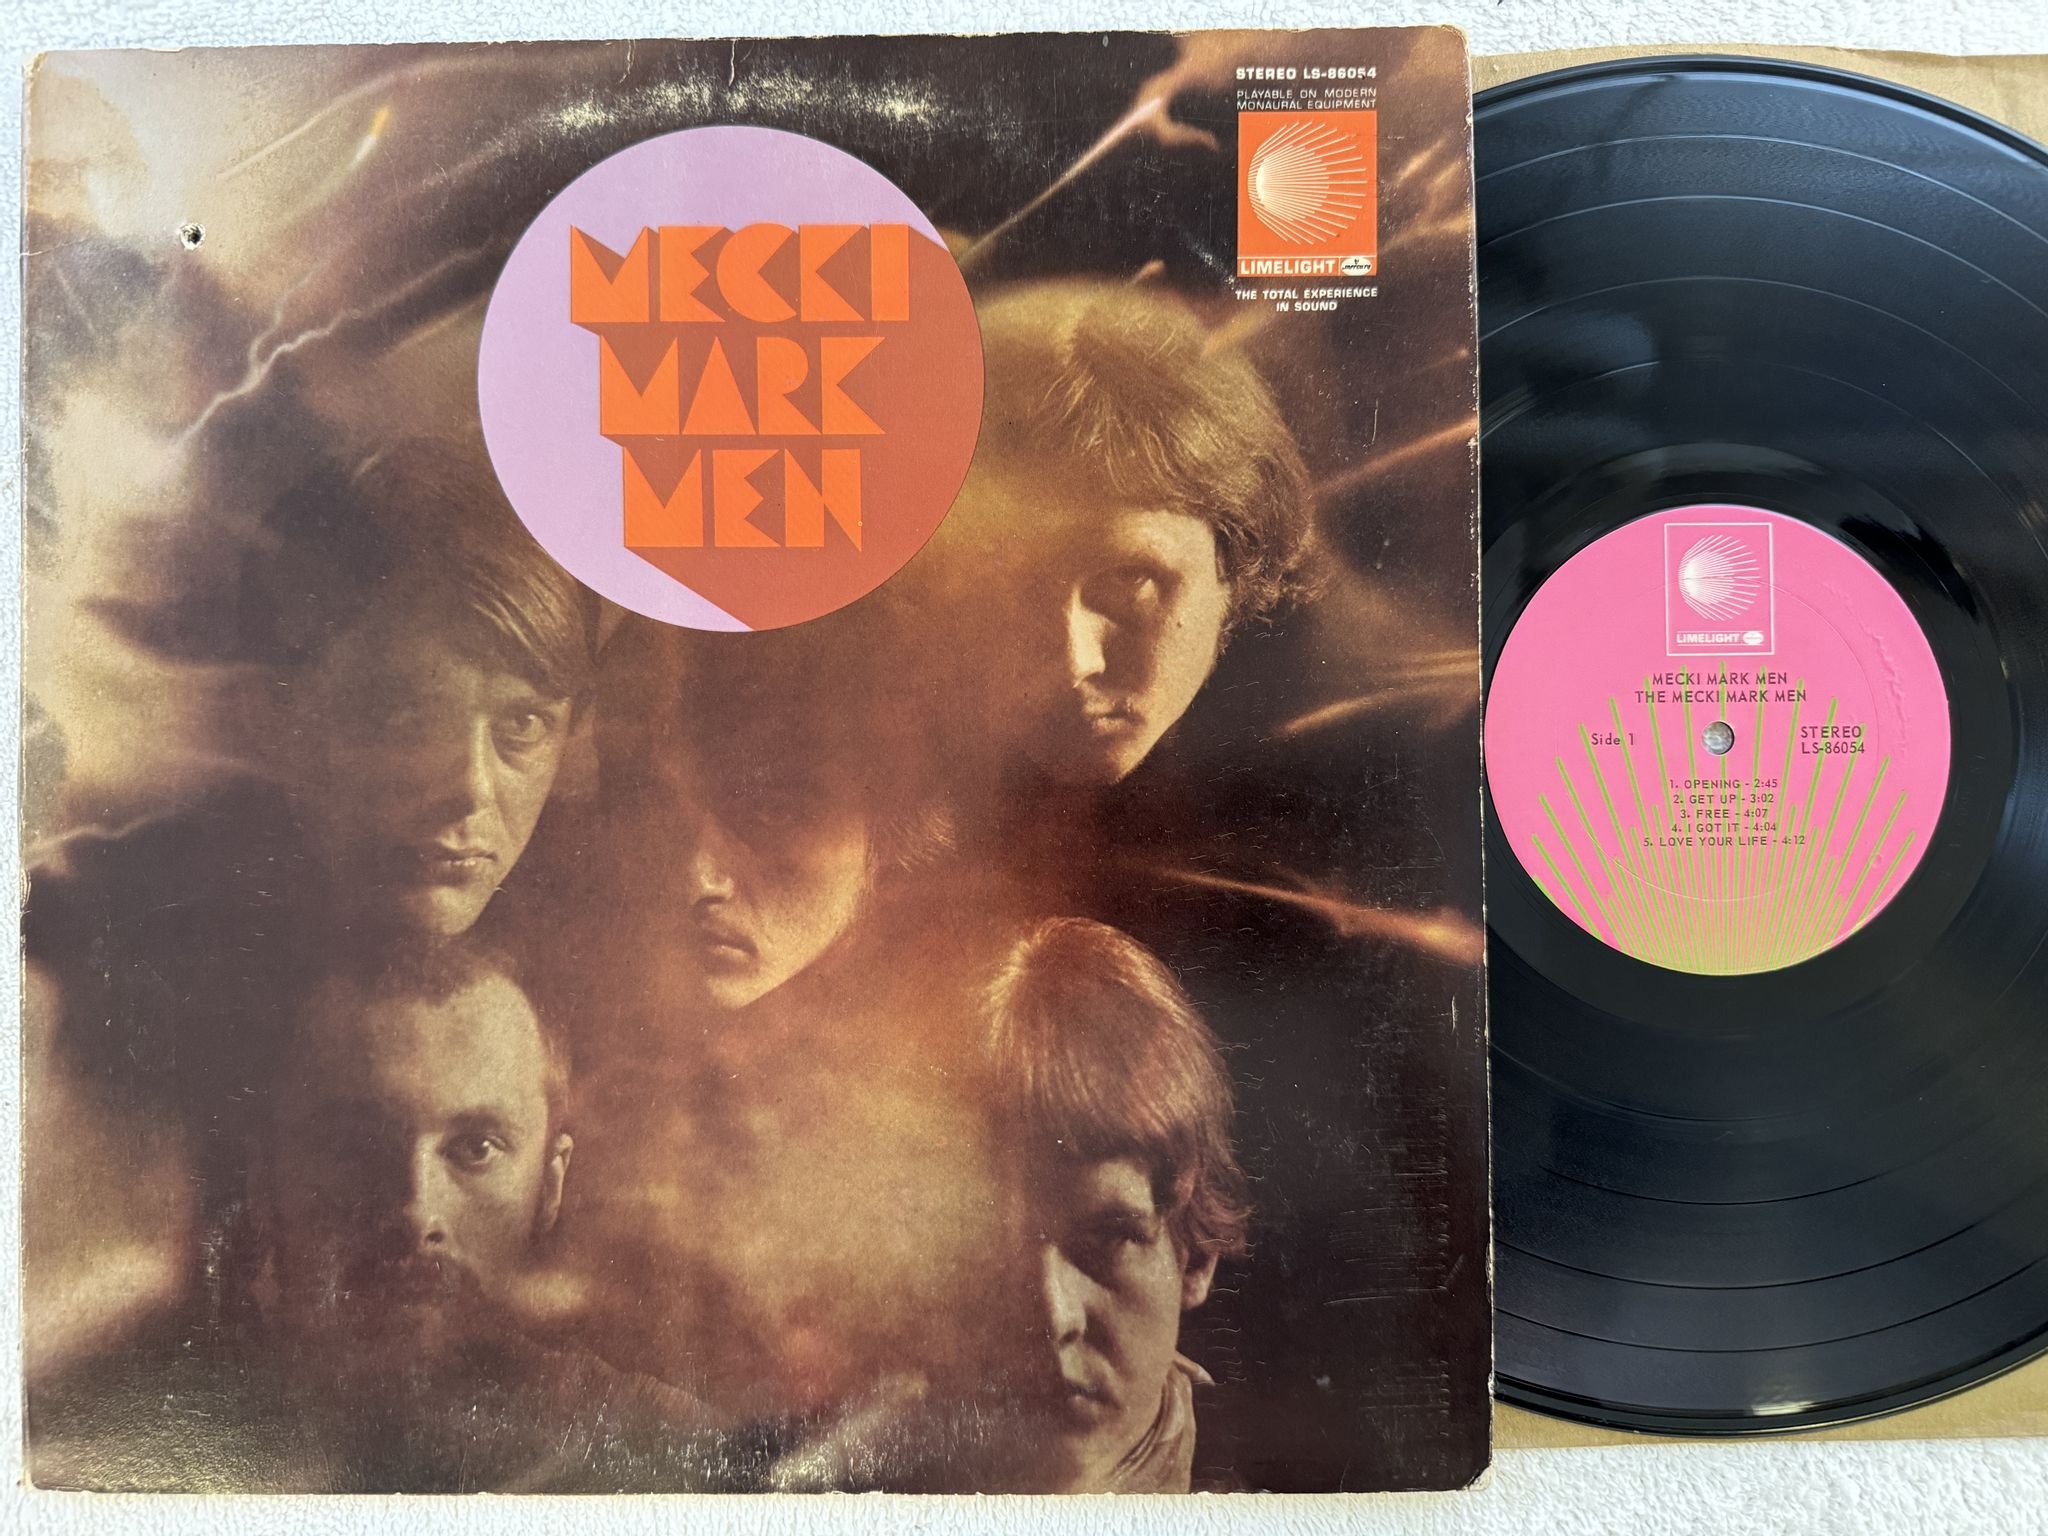 MECKI
MARK
MEN
STEREO LS-86054
PLAYABLE ON MODERN
MONAURAL EQUIPMENT
LIMELIGHT
MERCURY
THE TOTAL EXPERIENCE
IN SOUND
LIMELIGHT
MECKI MARK MEN
THE MECKI MARK MEN
Side 1
STEREO
LS-86054
1. OPENING - 2:45
2. GET UP - 3:02
3. FREE - 4:07
4. I GOT IT - 4:04
5. LOVE YOUR LIFE - 4:12